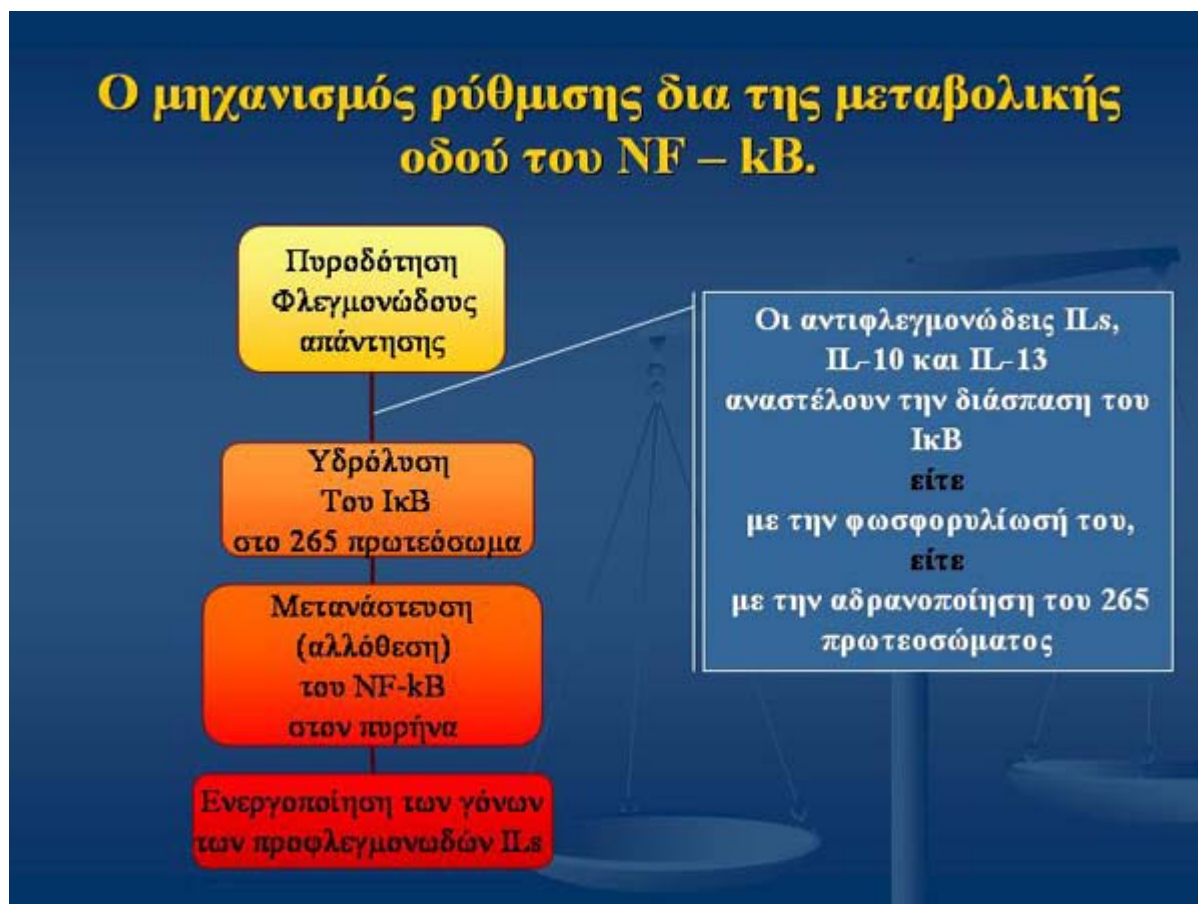 Ο μηχανισμός ρύθμισης δια της μεταβολικής
οδού του NF – kB.
Πυροδότηση
Φλεγμονώδους
απάντησης
Υδρόλυση
Του IκB
στο 265 πρωτεόσωμα
Μετανάστευση
(αλλόθεση)
του NF-kB
στον πυρήνα
Ενεργοποίηση των γόνων
των προφλεγμονωδών ILs
Οι αντιφλεγμονώδεις ILs,
IL-10 και IL-13
αναστέλουν την διάσπαση του
IκB
είτε
με την φωσφορυλίωσή του,
είτε
με την αδρανοποίηση του 265
πρωτεοσώματος